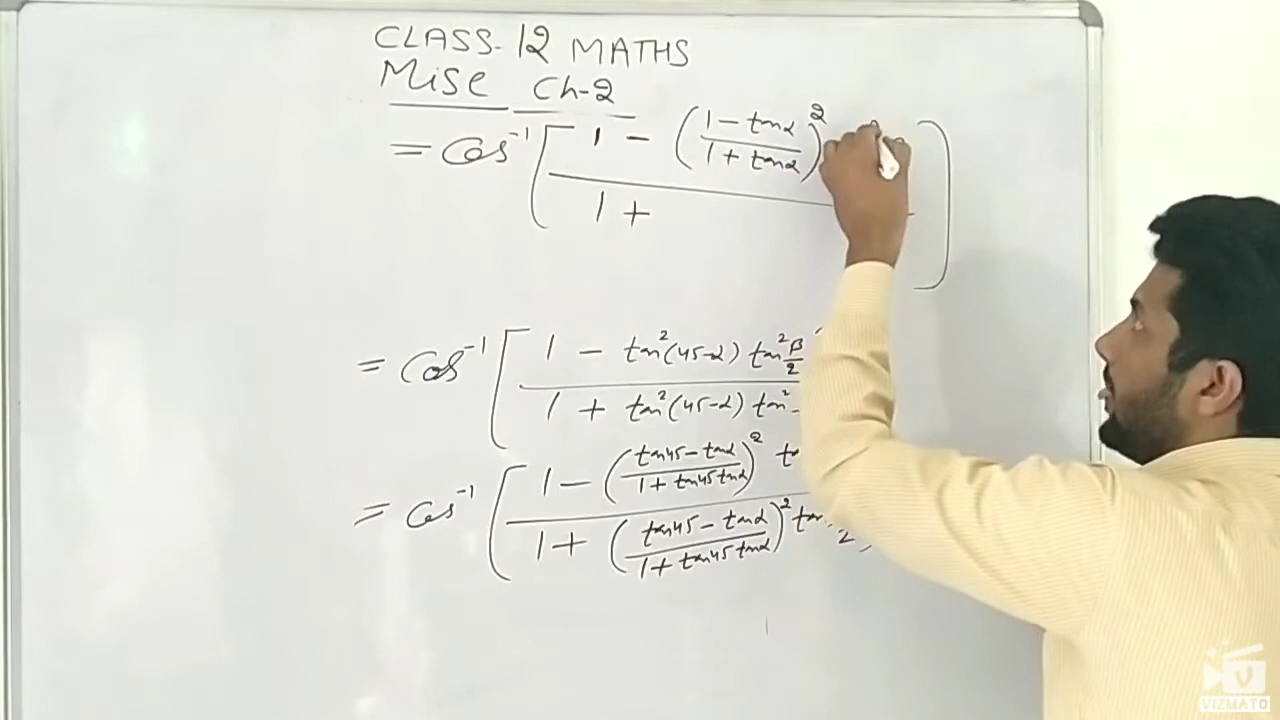 CLASS-12 MATHS
Misc Ch-2
= Cos⁻¹[ 1 - ((1 - tanα)/(1 + tanα))²
1 +
= Cos⁻¹[ 1 - tan²(45-α) tan² β/2
1 + tan²(45-α) tan²
= Cos⁻¹[ 1 - ((tan45 - tanα)/(1 + tan45 tanα))²
1 + ((tan45 - tanα)/(1 + tan45 tanα))² tan 2
VIZMATO